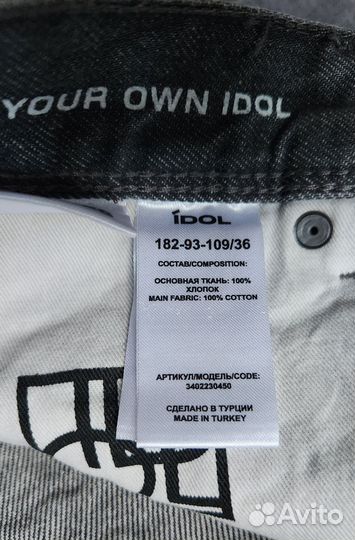 YOUR OWN IDOL
İDOL
182-93-109/36
СОСТАВ/COMPOSITION:
ОСНОВНАЯ ТКАНЬ: 100%
ХЛОПОК
MAIN FABRIC: 100% COTTON
АРТИКУЛ/МОДЕЛЬ/CODE:
3402230450
СДЕЛАНО В ТУРЦИИ
MADE IN TURKEY
Avito